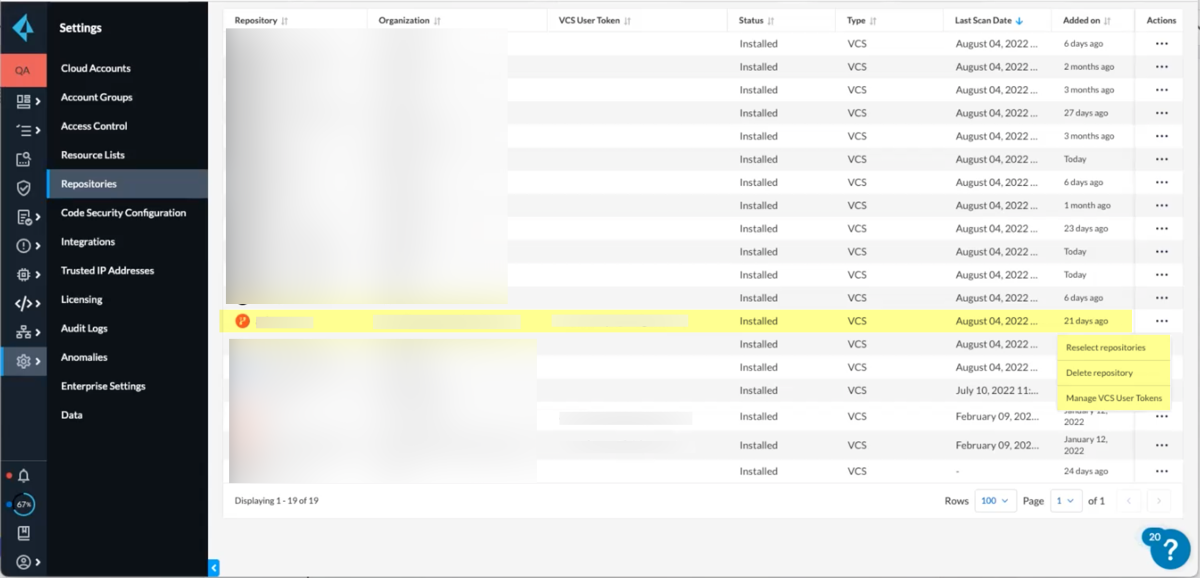 Settings
QA
Cloud Accounts
Account Groups
Access Control
Resource Lists
Repositories
Code Security Configuration
Integrations
Trusted IP Addresses
Licensing
Audit Logs
Anomalies
Enterprise Settings
Data
67%
Repository Organization VCS User Token Status Type Last Scan Date Added on Actions
Installed VCS August 04, 2022 ... 6 days ago ...
Installed VCS August 04, 2022 ... 2 months ago ...
Installed VCS August 04, 2022 ... 3 months ago ...
Installed VCS August 04, 2022 ... 27 days ago ...
Installed VCS August 04, 2022 ... 3 months ago ...
Installed VCS August 04, 2022 ... Today ...
Installed VCS August 04, 2022 ... 6 days ago ...
Installed VCS August 04, 2022 ... 1 month ago ...
Installed VCS August 04, 2022 ... 23 days ago ...
Installed VCS August 04, 2022 ... Today ...
Installed VCS August 04, 2022 ... Today ...
Installed VCS August 04, 2022 ... 6 days ago ...
Installed VCS August 04, 2022 ... 21 days ago ...
Installed VCS August 04, 2022 ...
Reselect repositories
Installed VCS August 04, 2022 ...
Delete repository
Installed VCS July 10, 2022 11:...
Manage VCS User Tokens
Installed VCS February 09, 202... January 12, 2022 ...
Installed VCS February 09, 202... January 12, 2022 ...
Installed VCS - 24 days ago ...
Displaying 1 - 19 of 19
Rows 100 Page 1 of 1
20
?